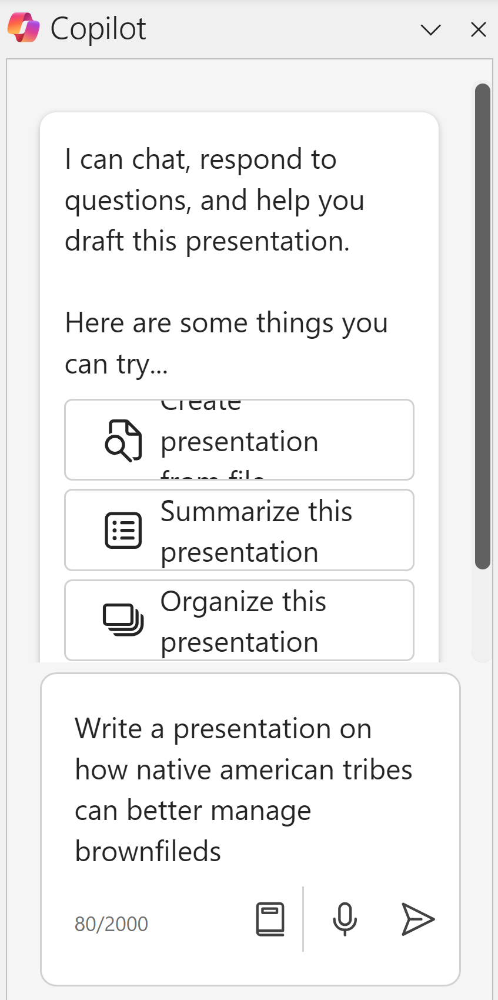 Copilot
I can chat, respond to
questions, and help you
draft this presentation.
Here are some things you
can try...
Create
presentation
from file
Summarize this
presentation
Organize this
presentation
Write a presentation on
how native american tribes
can better manage
brownfileds
80/2000